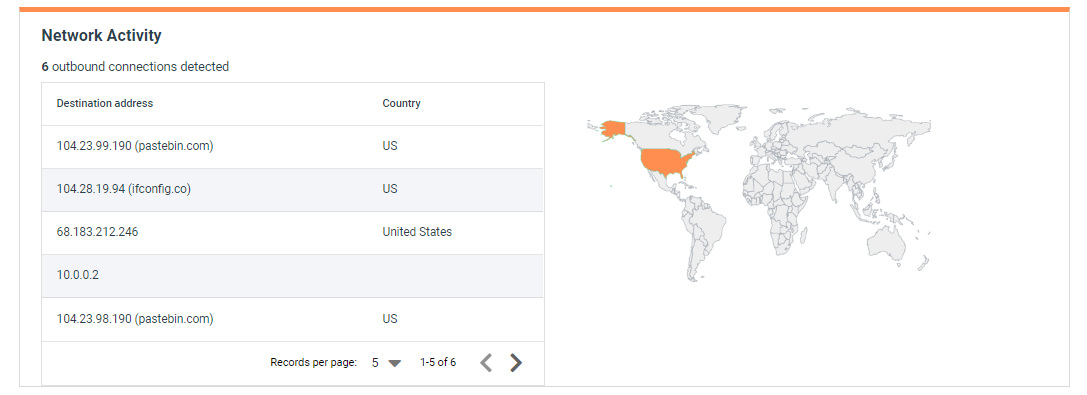 Network Activity
6 outbound connections detected
Destination address Country
104.23.99.190 (pastebin.com) US
104.28.19.94 (ifconfig.co) US
68.183.212.246 United States
10.0.0.2
104.23.98.190 (pastebin.com) US
Records per page: 5 1-5 of 6